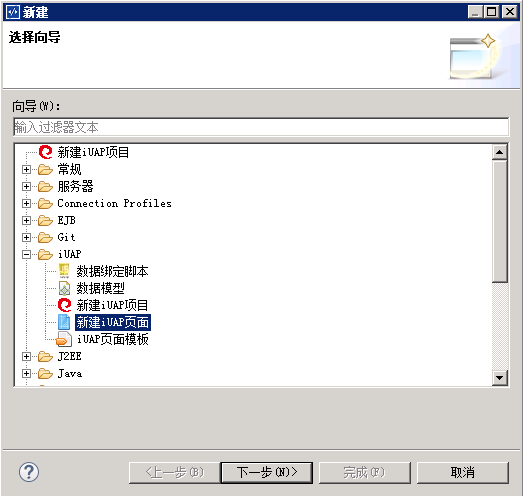 新建
选择向导
向导(W):
输入过滤器文本
新建iUAP项目
常规
服务器
Connection Profiles
EJB
Git
iUAP
数据绑定脚本
数据模型
新建iUAP项目
新建iUAP页面
iUAP页面模板
J2EE
Java
<上一步(B) 下一步(N)> 完成(F) 取消